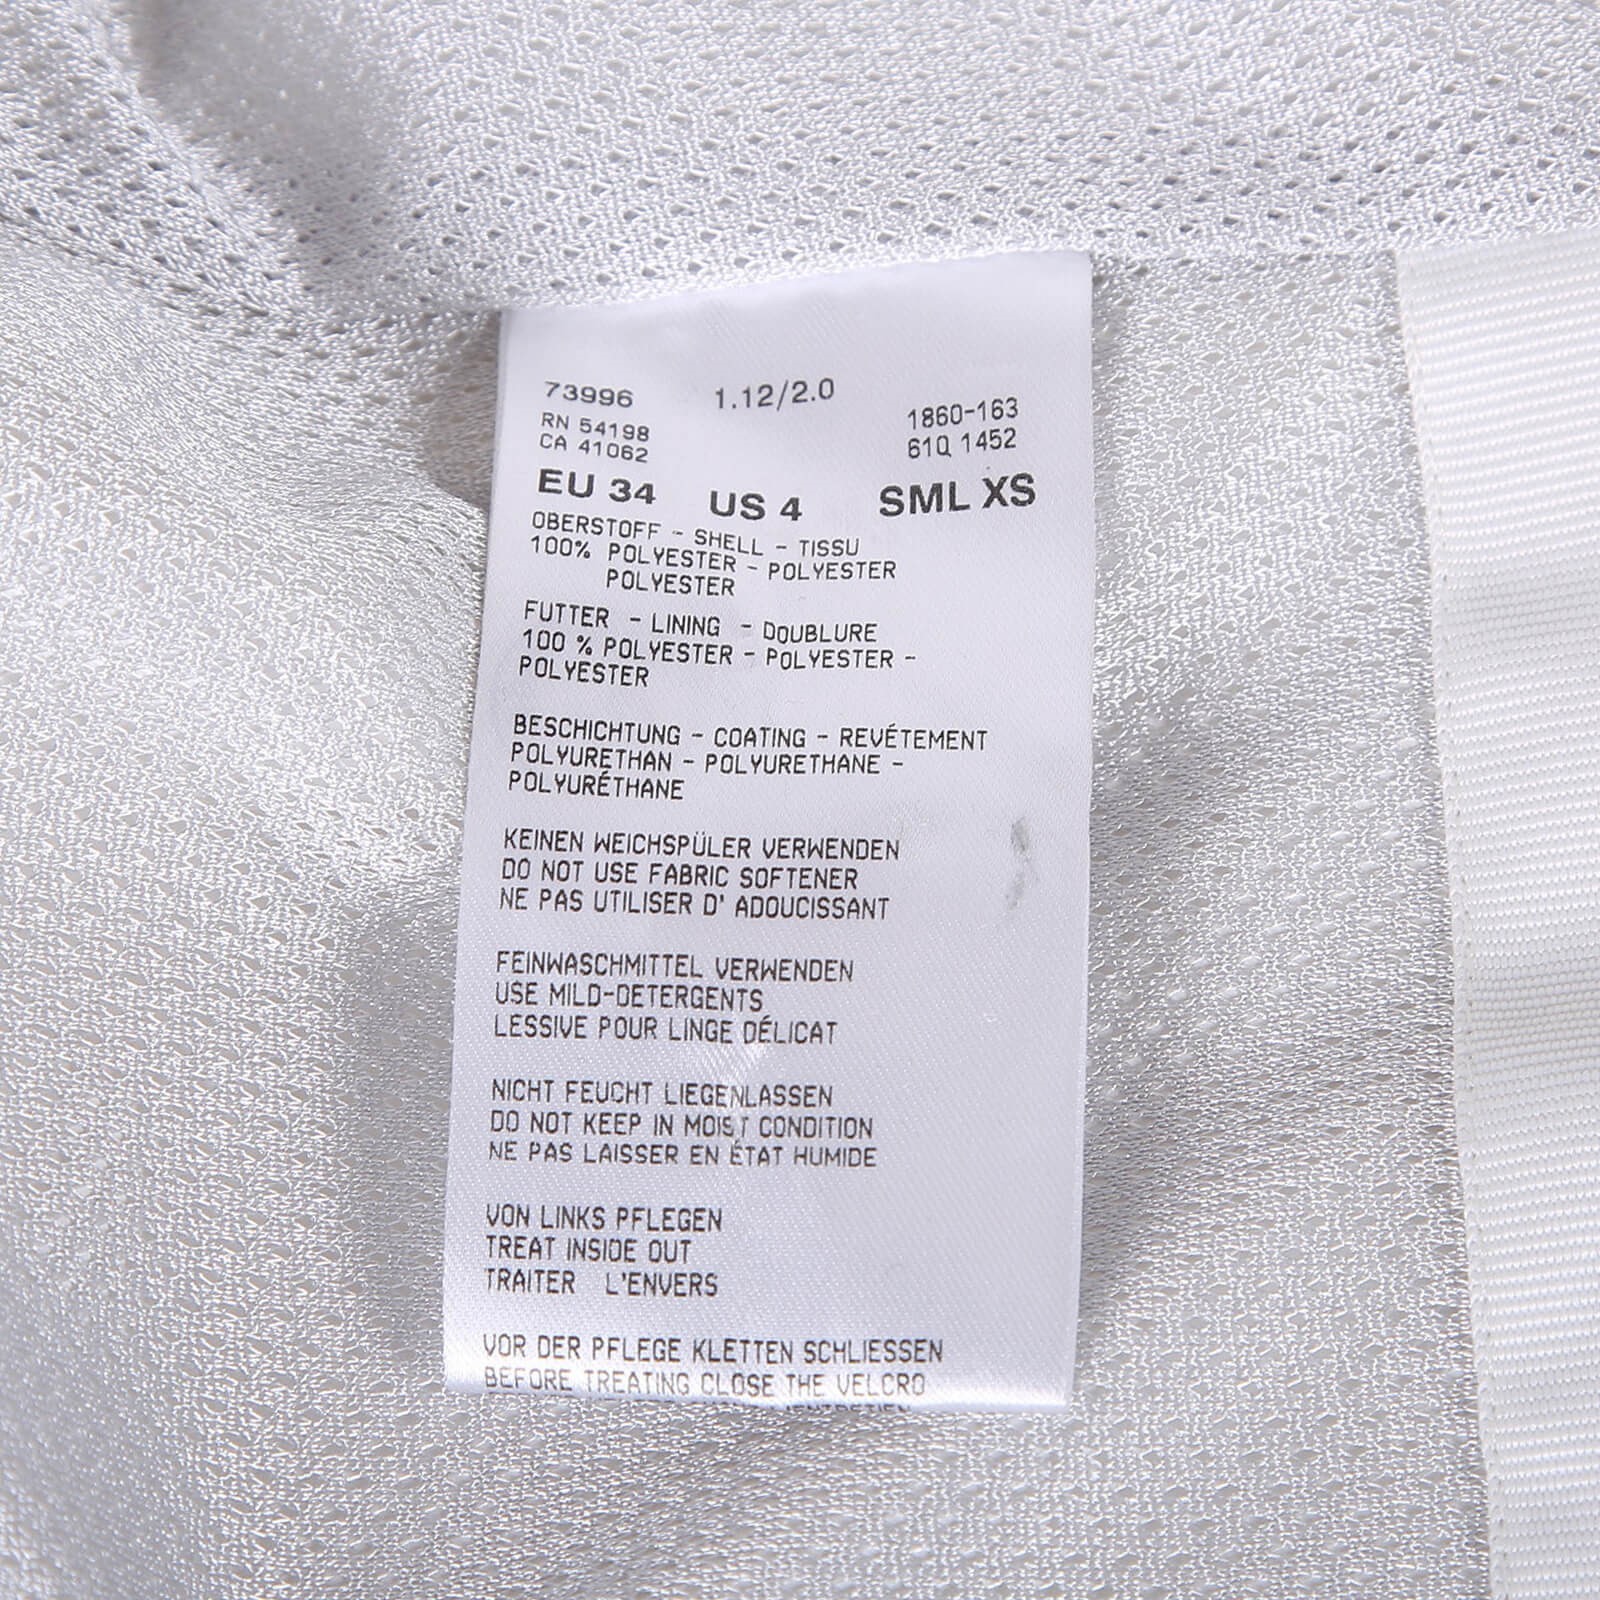 73996 1.12/2.0 1860-163
RN 54198 61Q 1452
CA 41062
EU 34 US 4 SML XS
OBERSTOFF - SHELL - TISSU
100% POLYESTER - POLYESTER
POLYESTER
FUTTER - LINING - DOUBLURE
100 % POLYESTER - POLYESTER -
POLYESTER
BESCHICHTUNG - COATING - REVÉTEMENT
POLYURETHAN - POLYURETHANE -
POLYURÉTHANE
KEINEN WEICHSPÜLER VERWENDEN
DO NOT USE FABRIC SOFTENER
NE PAS UTILISER D' ADOUCISSANT
FEINWASCHMITTEL VERWENDEN
USE MILD-DETERGENTS
LESSIVE POUR LINGE DÉLICAT
NICHT FEUCHT LIEGENLASSEN
DO NOT KEEP IN MOIST CONDITION
NE PAS LAISSER EN ÉTAT HUMIDE
VON LINKS PFLEGEN
TREAT INSIDE OUT
TRAITER L'ENVERS
VOR DER PFLEGE KLETTEN SCHLIESSEN
BEFORE TREATING CLOSE THE VELCRO